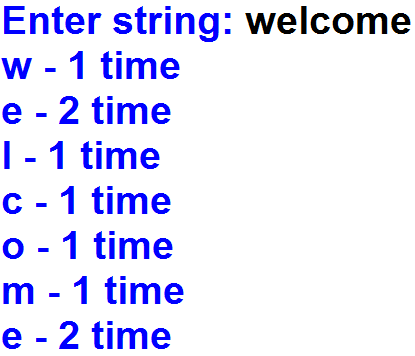 Enter string: welcome
w - 1 time
e - 2 time
l - 1 time
c - 1 time
o - 1 time
m - 1 time
e - 2 time